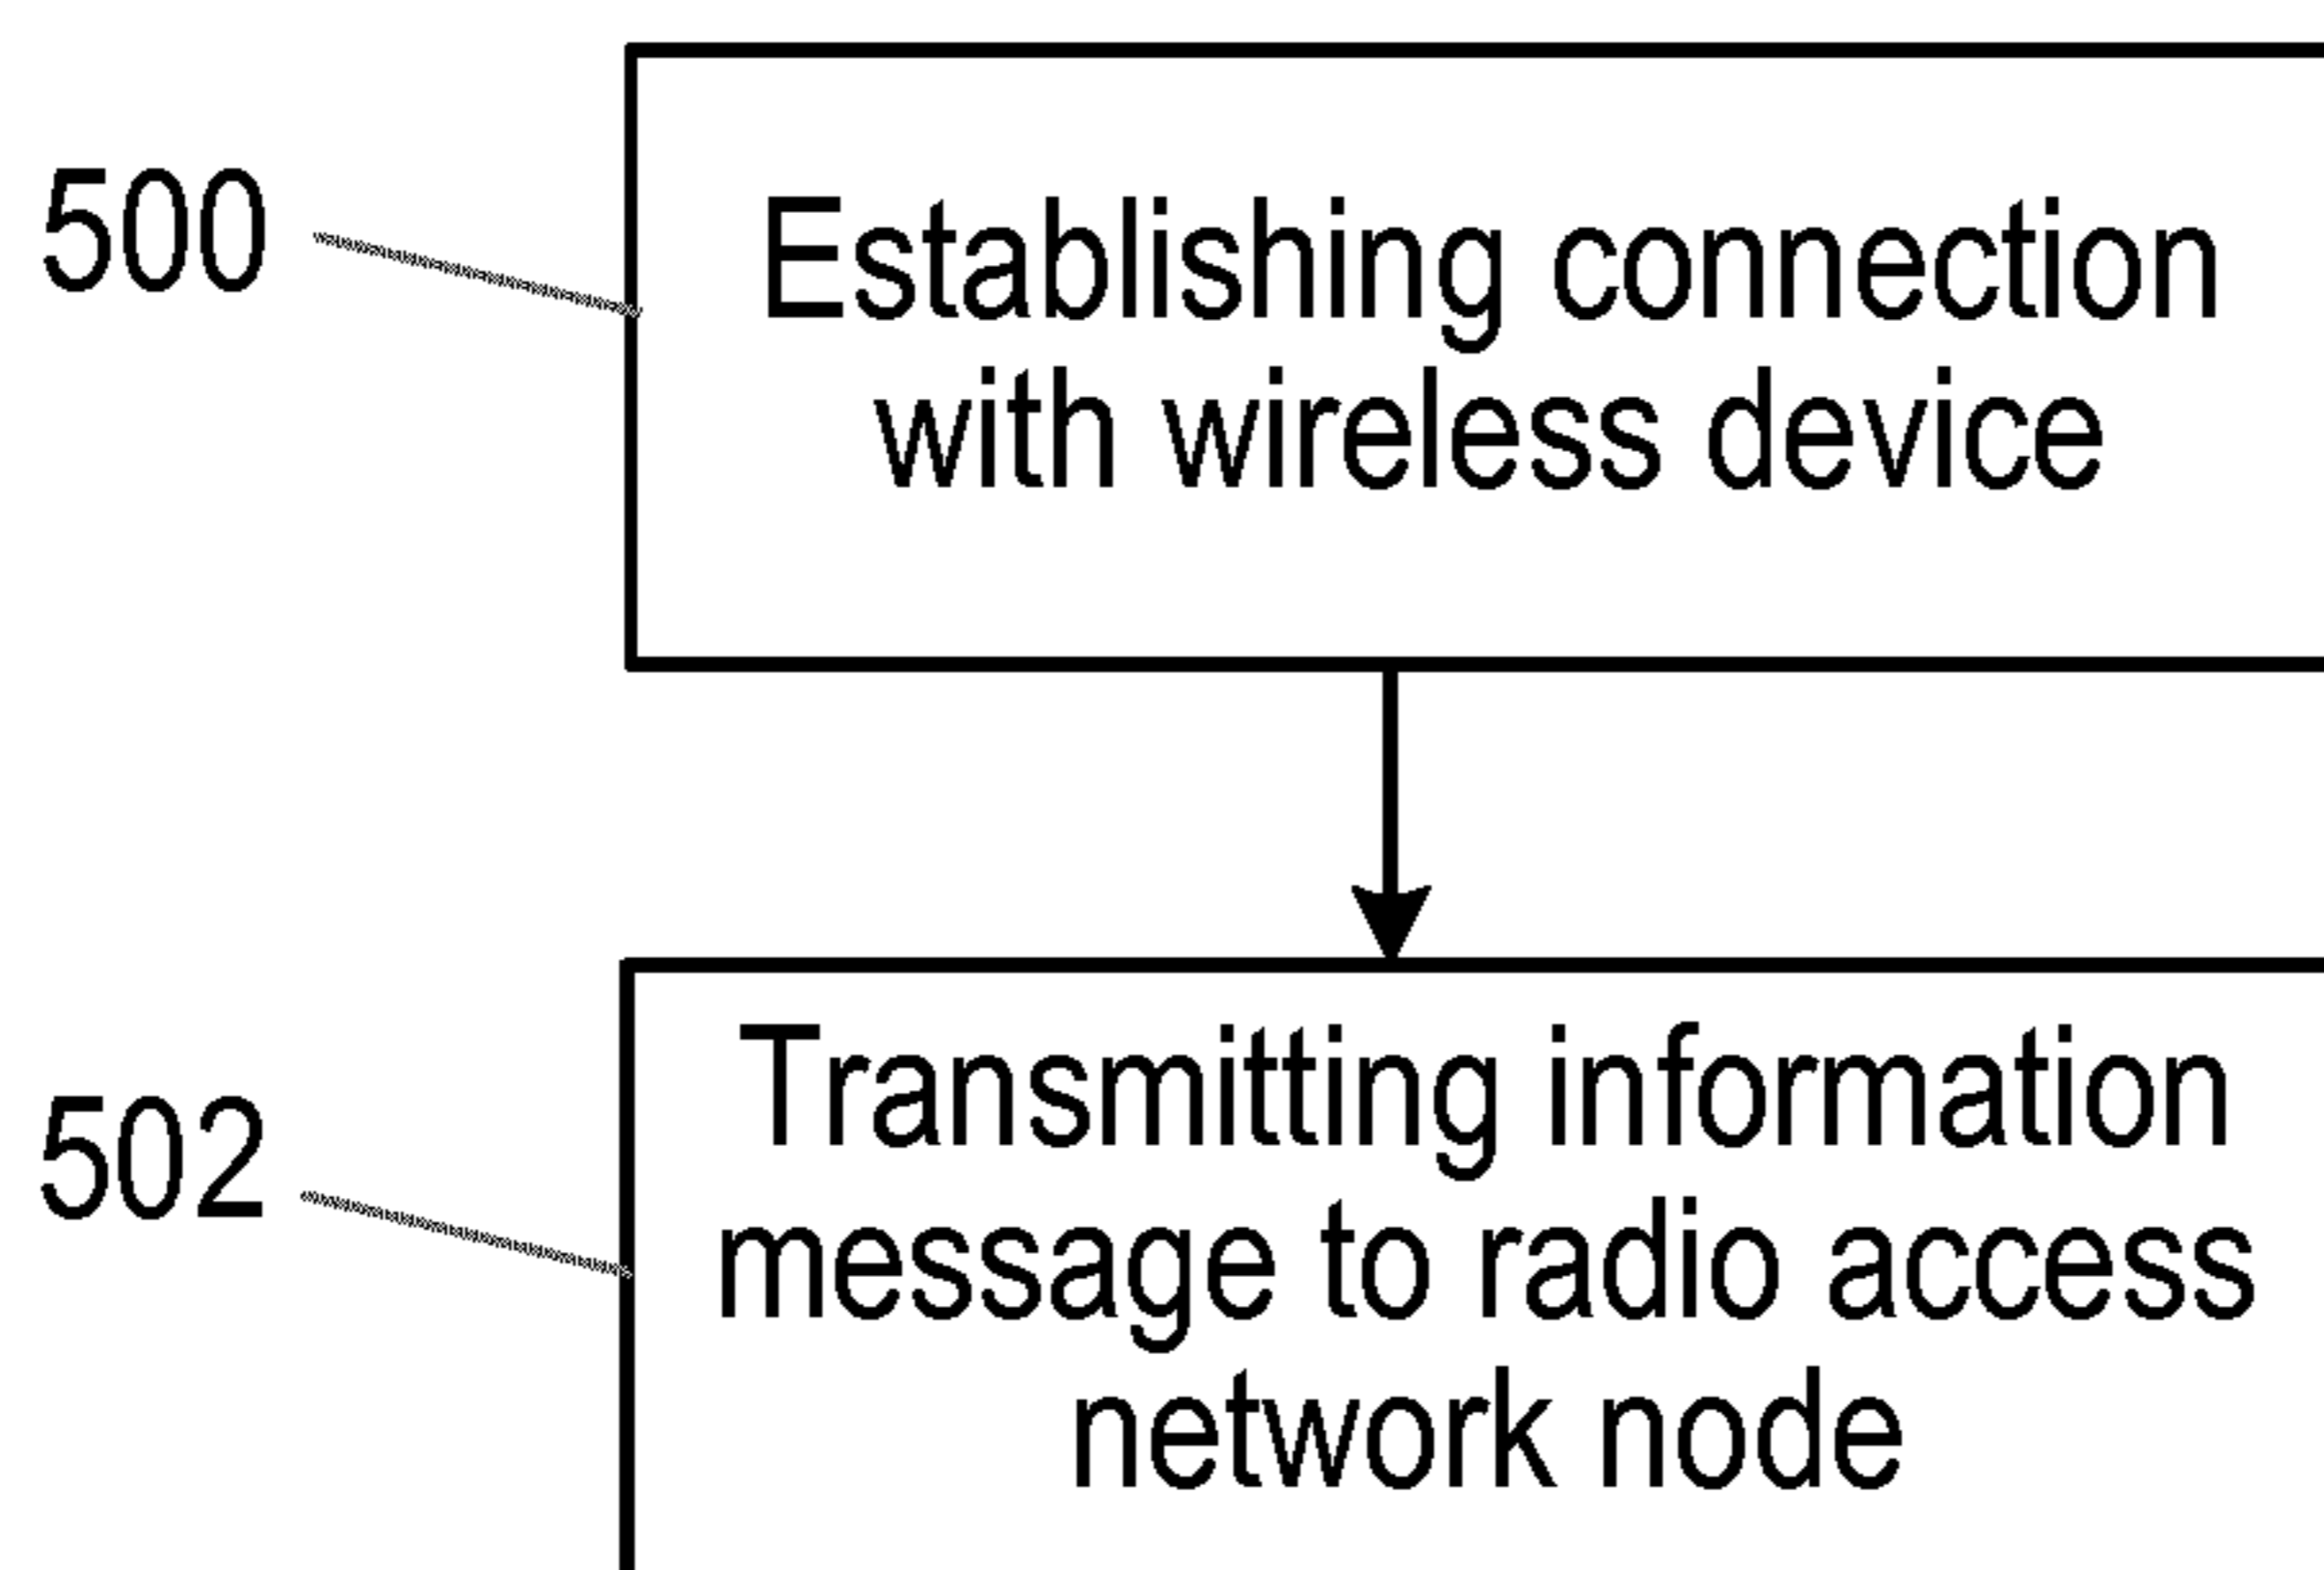 500
Establishing connection
with wireless device
502
Transmitting information
message to radio access
network node